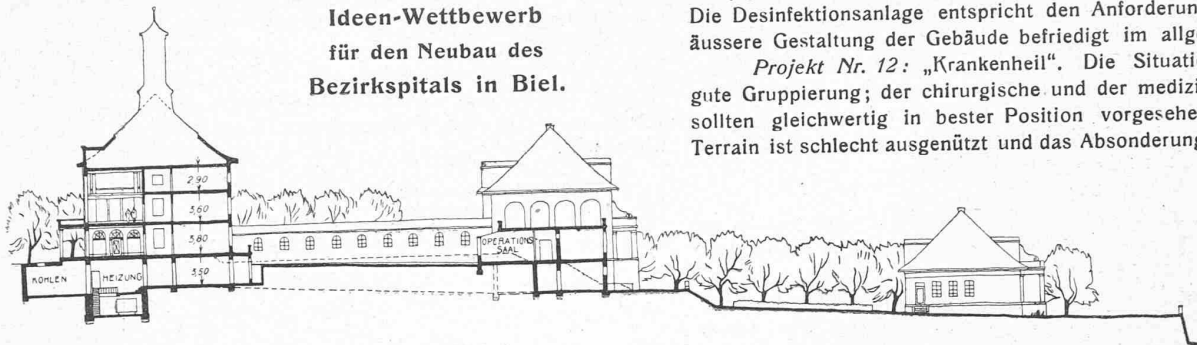 Ideen-Wettbewerb
für den Neubau des
Bezirkspitals in Biel.
Die Desinfektionsanlage entspricht den Anforderun
äussere Gestaltung der Gebäude befriedigt im allg
Projekt Nr. 12: „Krankenheil". Die Situati
gute Gruppierung; der chirurgische und der medizi
sollten gleichwertig in bester Position vorgesehe
Terrain ist schlecht ausgenützt und das Absonderung
2.90
3,60
3,80
3,50
KOHLEN
HEIZUNG
OPERATIONS
SAAL